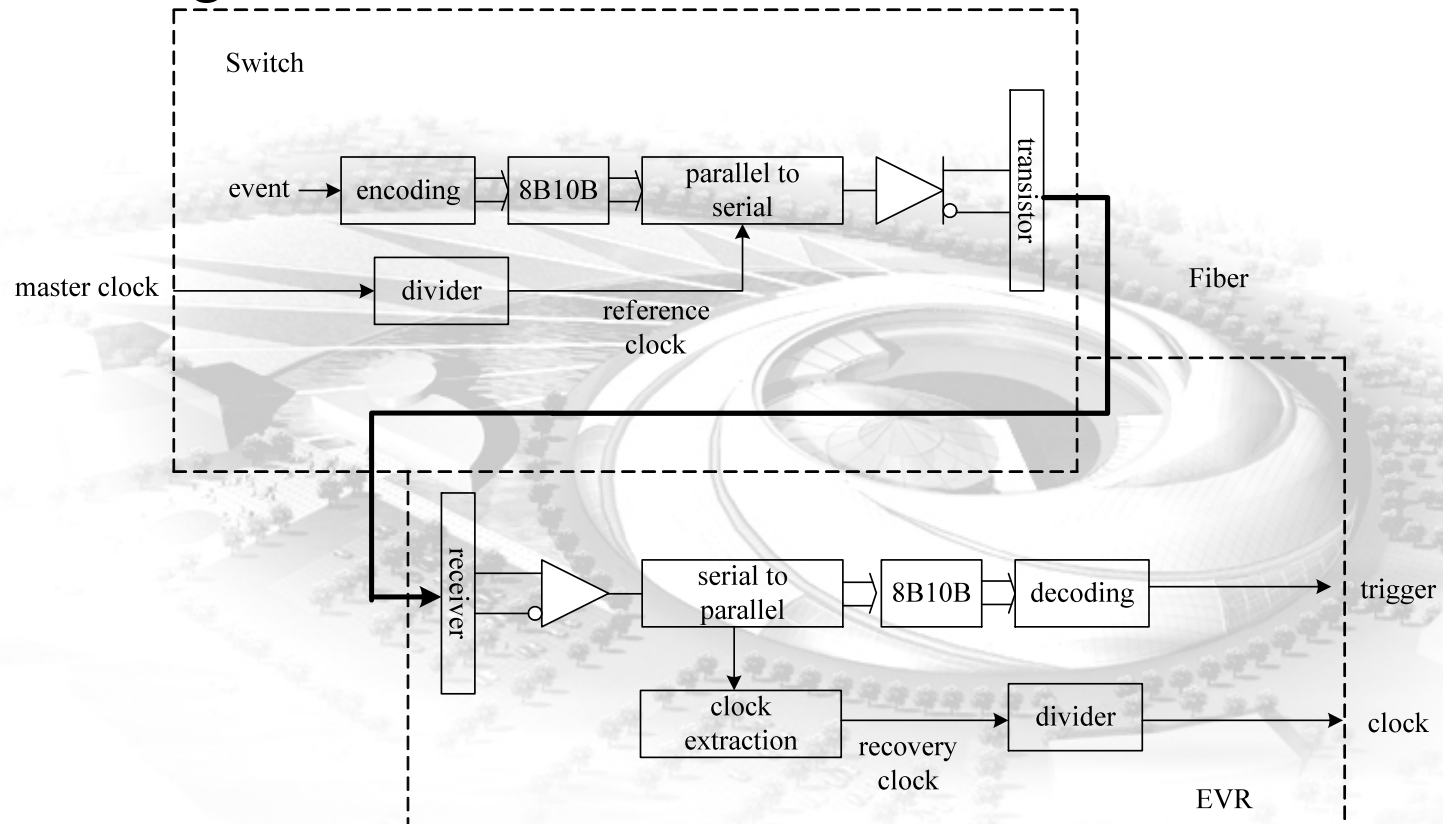 Switch
transistor
event
encoding
8B10B
parallel to
serial
master clock
divider
reference
clock
Fiber
receiver
serial to
parallel
8B10B
decoding
trigger
clock
extraction
recovery
clock
divider
clock
EVR